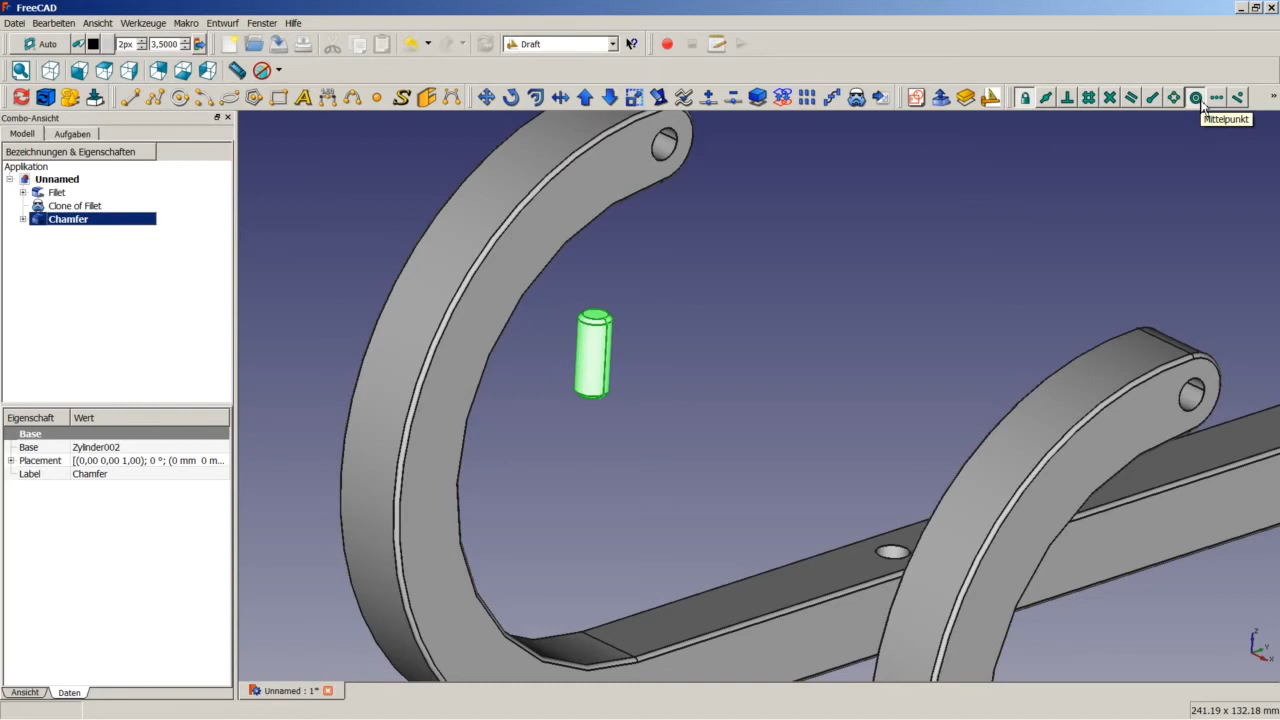 FreeCAD
Datei Bearbeiten Ansicht Werkzeuge Makro Entwurf Fenster Hilfe
Auto 2px 3,5000 Draft
Mittelpunkt
Combo-Ansicht
Modell Aufgaben
Bezeichnungen & Eigenschaften
Applikation
Unnamed
Fillet
Clone of Fillet
Chamfer
Eigenschaft Wert
Base
Base Zylinder002
Placement [(0,00 0,00 1,00); 0 °; (0 mm 0 m...
Label Chamfer
Ansicht Daten
Unnamed : 1*
241.19 x 132.18 mm